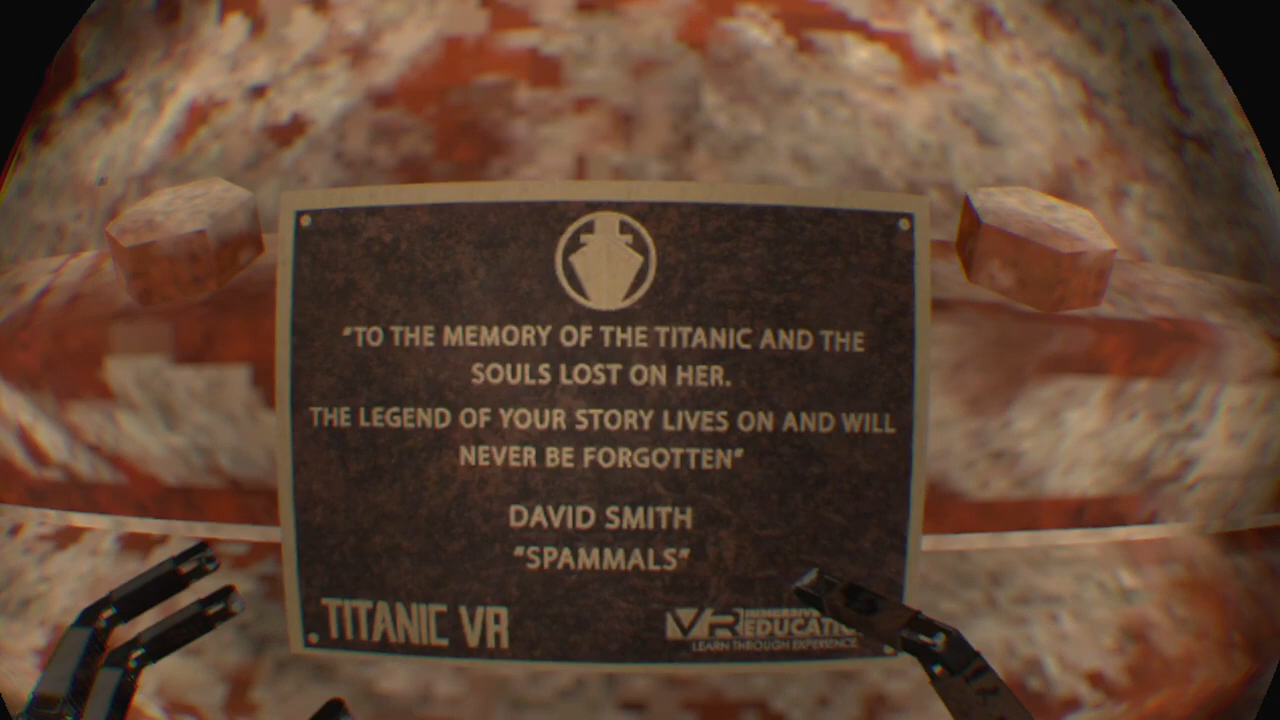 "TO THE MEMORY OF THE TITANIC AND THE
SOULS LOST ON HER.
THE LEGEND OF YOUR STORY LIVES ON AND WILL
NEVER BE FORGOTTEN"
DAVID SMITH
"SPAMMALS"
TITANIC VR
VR
LEARN THROUGH EXPERIENCE